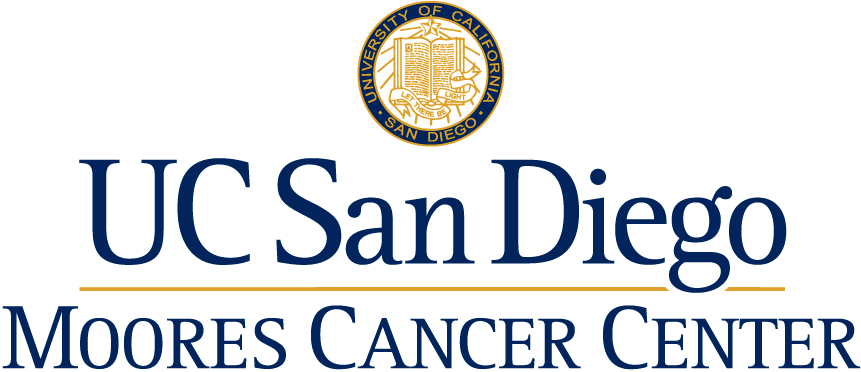 UNIVERSITY OF CALIFORNIA
LET THERE BE LIGHT
• SAN DIEGO •
UC San Diego
MOORES CANCER CENTER